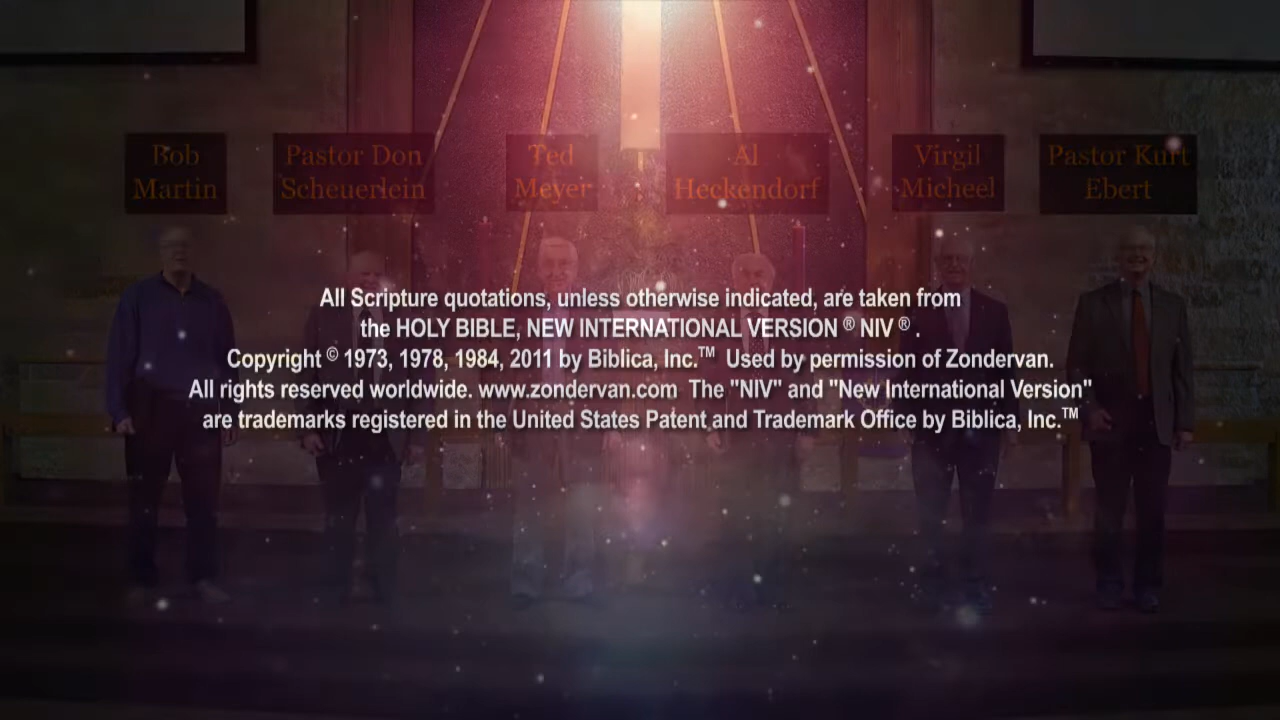 Bob
Martin
Pastor Don
Scheuerlein
Ted
Meyer
Al
Heckendorf
Virgil
Micheel
Pastor Kurt
Ebert
All Scripture quotations, unless otherwise indicated, are taken from
the HOLY BIBLE, NEW INTERNATIONAL VERSION ® NIV ® .
Copyright © 1973, 1978, 1984, 2011 by Biblica, Inc.™ Used by permission of Zondervan.
All rights reserved worldwide. www.zondervan.com The "NIV" and "New International Version"
are trademarks registered in the United States Patent and Trademark Office by Biblica, Inc.™